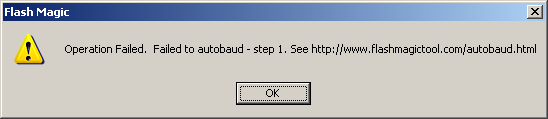 Flash Magic
Operation Failed.  Failed to autobaud - step 1. See http://www.flashmagictool.com/autobaud.html
OK